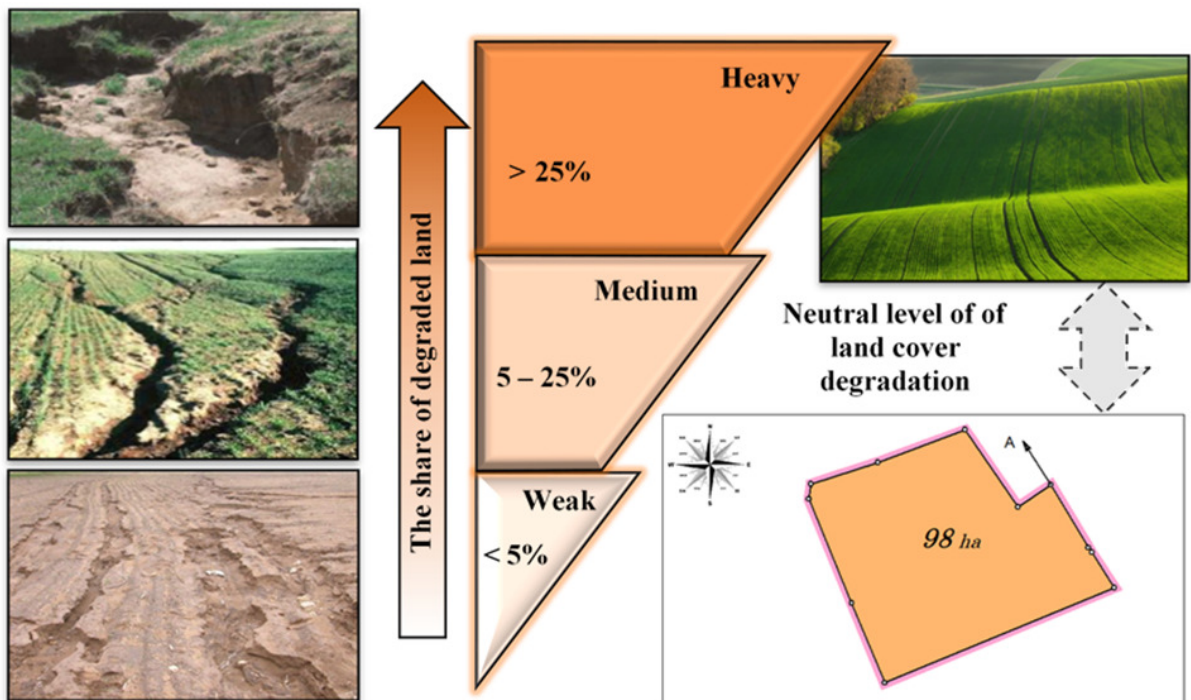 The share of degraded land
Heavy
> 25%
Medium
5 – 25%
Weak
< 5%
Neutral level of of
land cover
degradation
N
W
E
S
A
98 ha